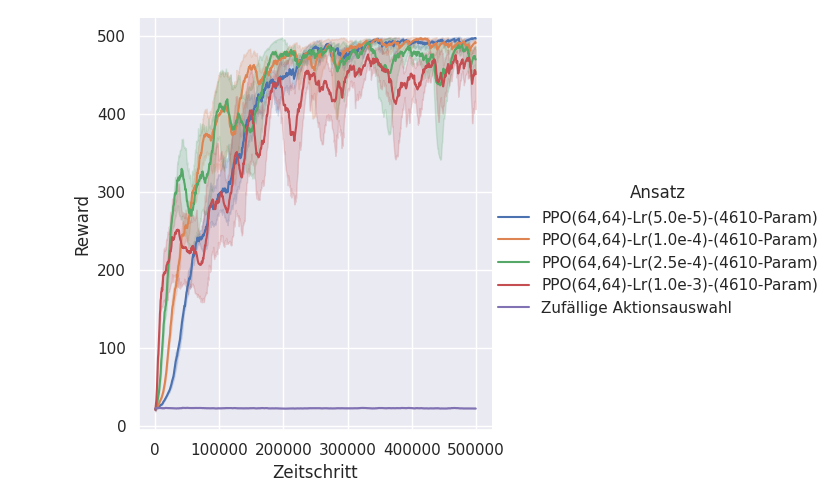 500
400
300
200
100
0
Reward
0
100000
200000
300000
400000
500000
Zeitschritt
Ansatz
PPO(64,64)-Lr(5.0e-5)-(4610-Param)
PPO(64,64)-Lr(1.0e-4)-(4610-Param)
PPO(64,64)-Lr(2.5e-4)-(4610-Param)
PPO(64,64)-Lr(1.0e-3)-(4610-Param)
Zufällige Aktionsauswahl